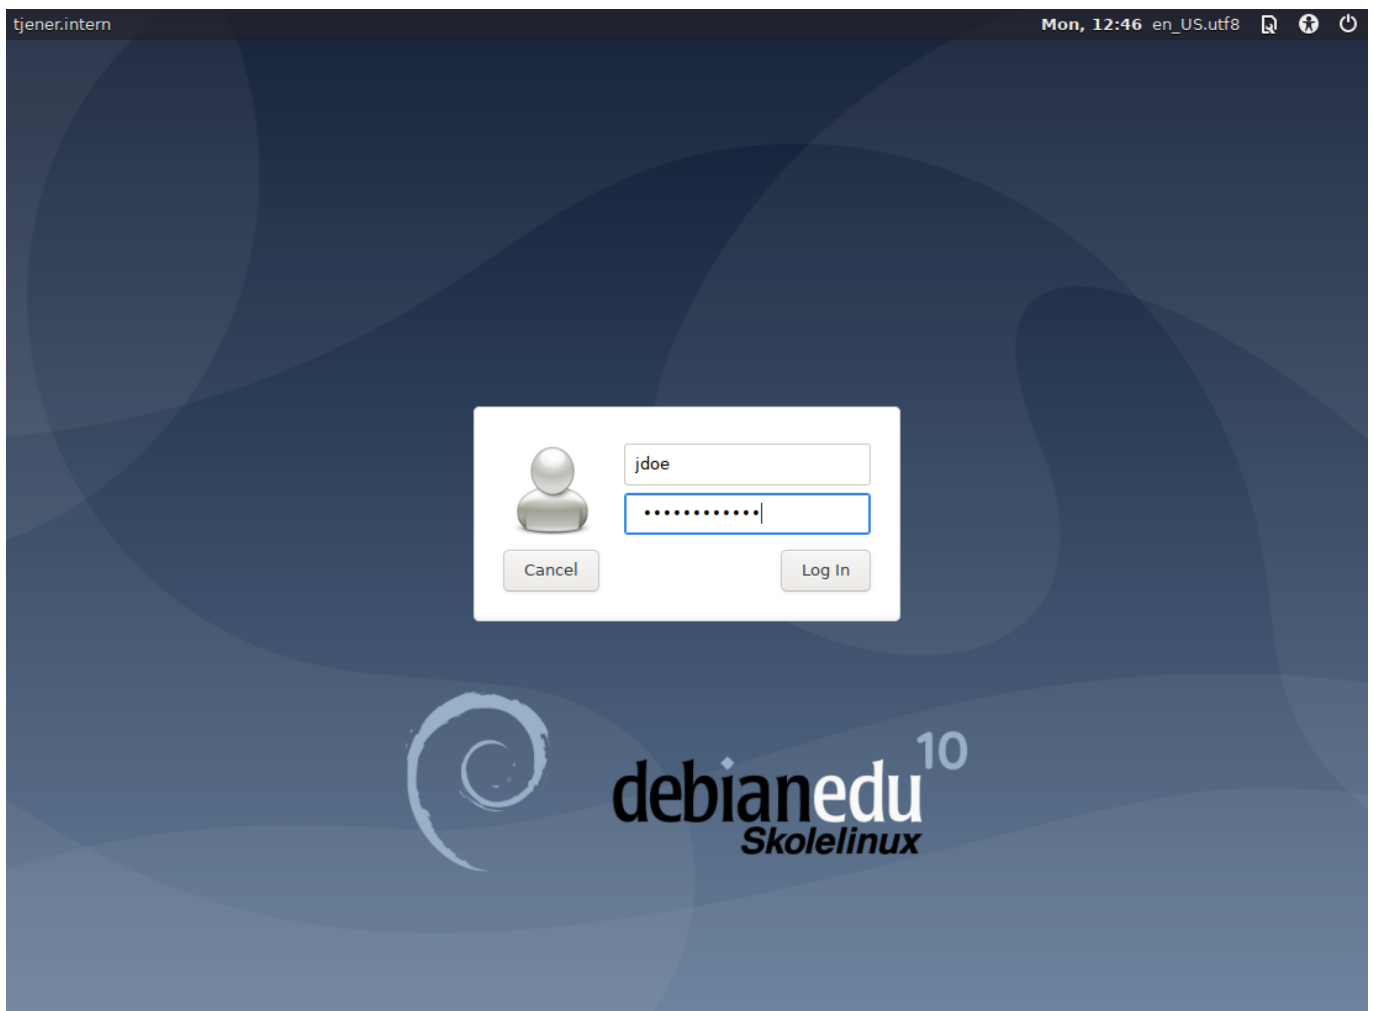 tjener.intern
Mon, 12:46 en_US.utf8
jdoe
••••••••••••
Cancel
Log In
debianedu 10
Skolelinux